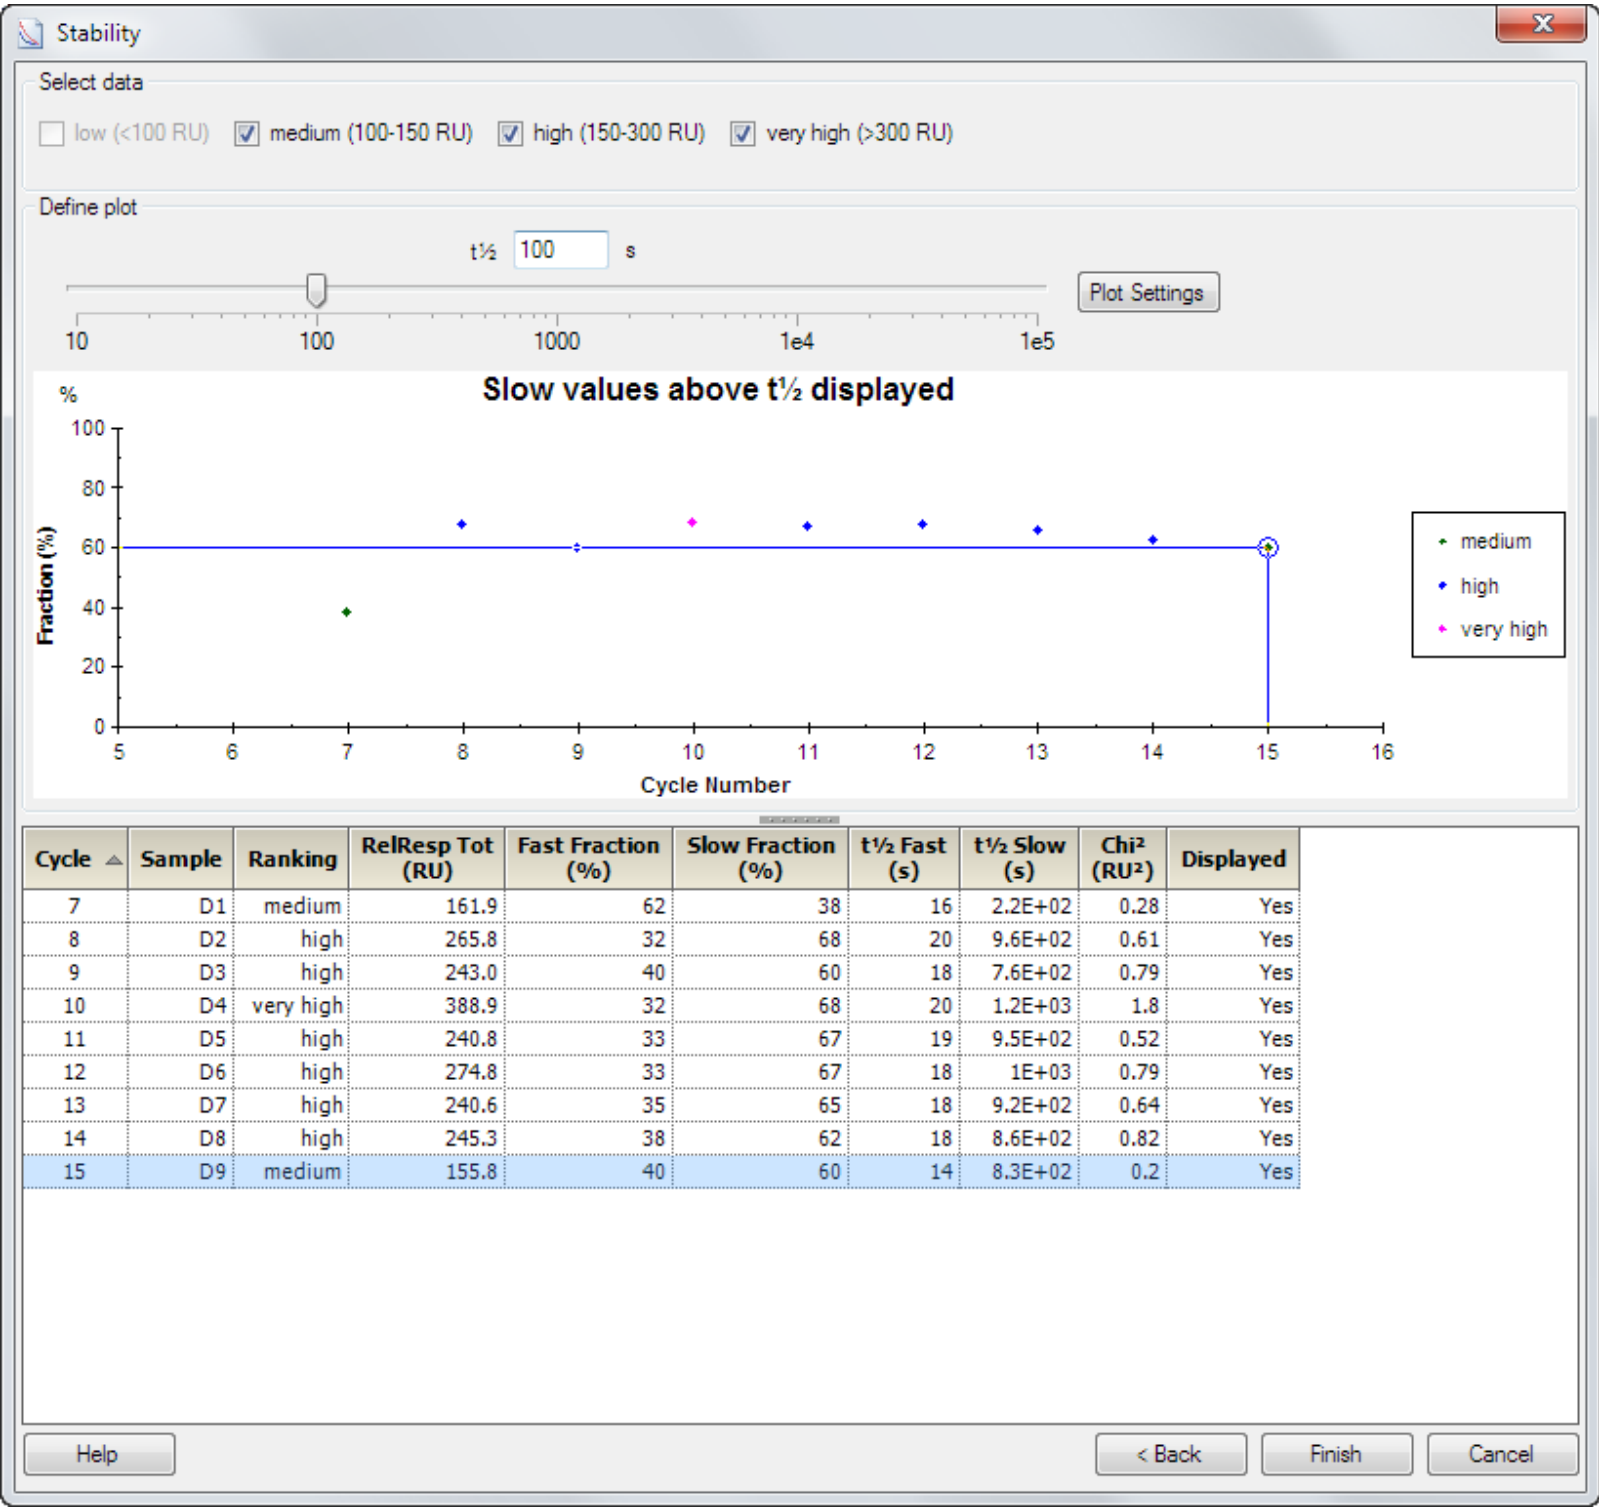 Stability
X
Select data
low (<100 RU) medium (100-150 RU) high (150-300 RU) very high (>300 RU)
Define plot
t½ 100 s
Plot Settings
10 100 1000 1e4 1e5
Slow values above t½ displayed
%
100
80
60
40
20
0
Fraction (%)
5 6 7 8 9 10 11 12 13 14 15 16
Cycle Number
medium
high
very high
Cycle Sample Ranking RelResp Tot (RU) Fast Fraction (%) Slow Fraction (%) t½ Fast (s) t½ Slow (s) Chi² (RU²) Displayed
7 D1 medium 161.9 62 38 16 2.2E+02 0.28 Yes
8 D2 high 265.8 32 68 20 9.6E+02 0.61 Yes
9 D3 high 243.0 40 60 18 7.6E+02 0.79 Yes
10 D4 very high 388.9 32 68 20 1.2E+03 1.8 Yes
11 D5 high 240.8 33 67 19 9.5E+02 0.52 Yes
12 D6 high 274.8 33 67 18 1E+03 0.79 Yes
13 D7 high 240.6 35 65 18 9.2E+02 0.64 Yes
14 D8 high 245.3 38 62 18 8.6E+02 0.82 Yes
15 D9 medium 155.8 40 60 14 8.3E+02 0.2 Yes
Help < Back Finish Cancel